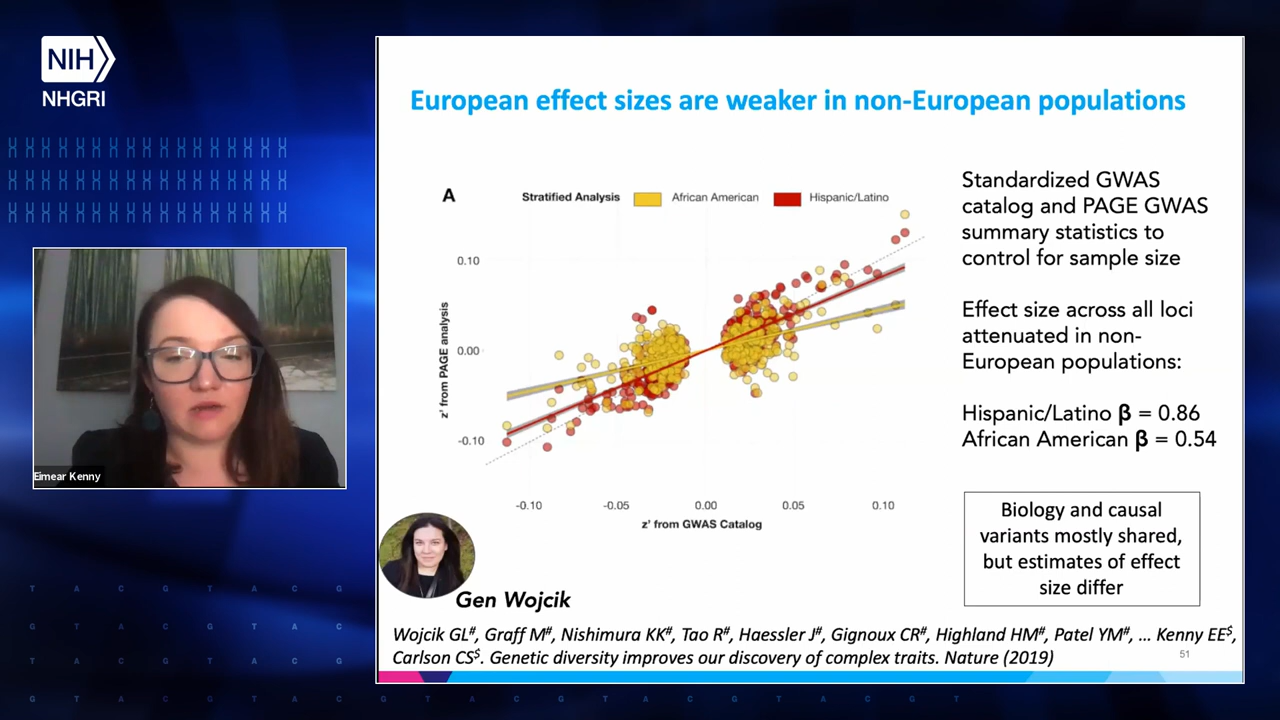 NIH
NHGRI
Eimear Kenny
European effect sizes are weaker in non-European populations
A
Stratified Analysis
African American
Hispanic/Latino
z' from PAGE analysis
0.10
0.00
-0.10
-0.10
-0.05
0.00
0.05
0.10
z' from GWAS Catalog
Standardized GWAS
catalog and PAGE GWAS
summary statistics to
control for sample size
Effect size across all loci
attenuated in non-
European populations:
Hispanic/Latino β = 0.86
African American β = 0.54
Biology and causal
variants mostly shared,
but estimates of effect
size differ
Gen Wojcik
Wojcik GL#, Graff M#, Nishimura KK#, Tao R#, Haessler J#, Gignoux CR#, Highland HM#, Patel YM#, ... Kenny EE$,
Carlson CS$. Genetic diversity improves our discovery of complex traits. Nature (2019)
51
T A C G T A C G
G T A C G T A C
T A C G T A C G
G T A C G T A C G T A C G T A C G T A C G T